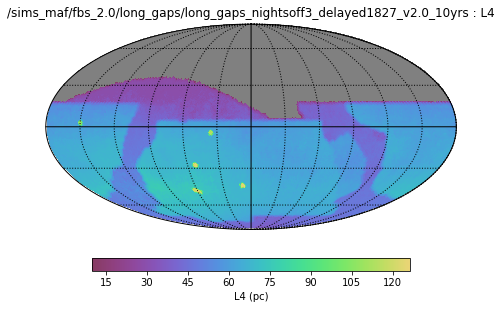 /sims_maf/fbs_2.0/long_gaps/long_gaps_nightsoff3_delayed1827_v2.0_10yrs : L4
15 30 45 60 75 90 105 120
L4 (pc)